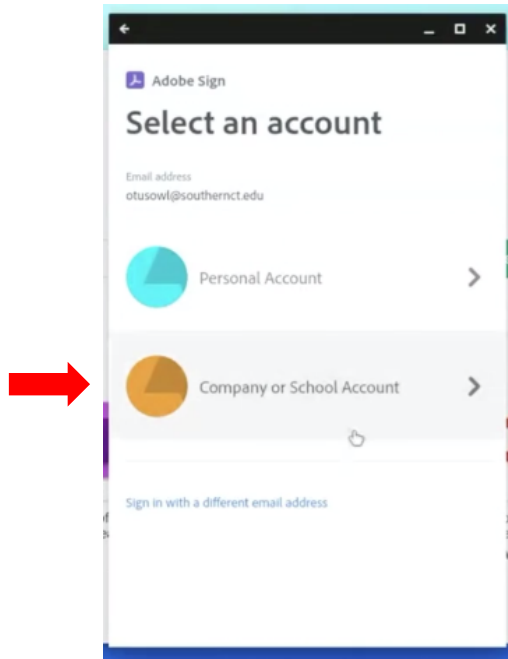 Adobe Sign
Select an account
Email address
otusowl@southernct.edu
Personal Account
Company or School Account
Sign in with a different email address